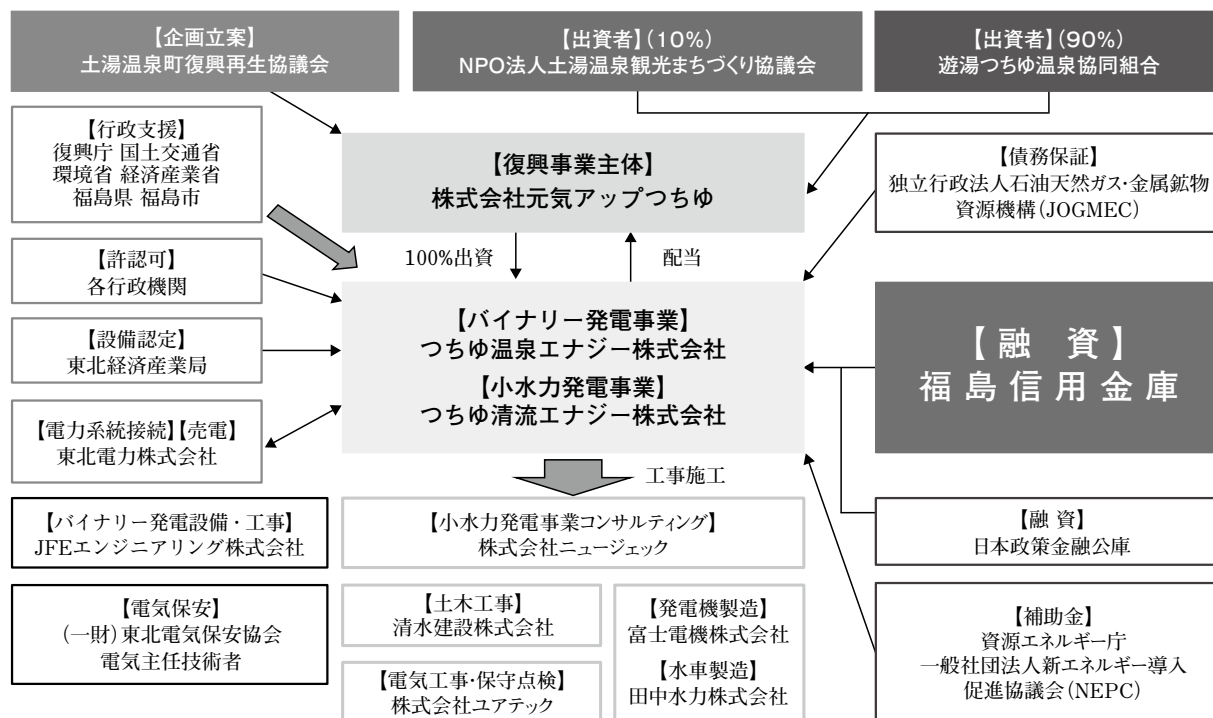 【企画立案】
土湯温泉町復興再生協議会
【出資者】(10%)
NPO法人土湯温泉観光まちづくり協議会
【出資者】(90%)
遊湯つちゆ温泉協同組合
【行政支援】
復興庁 国土交通省
環境省 経済産業省
福島県 福島市
【復興事業主体】
株式会社元気アップつちゆ
【債務保証】
独立行政法人石油天然ガス・金属鉱物
資源機構(JOGMEC)
100%出資
配当
【許認可】
各行政機関
【設備認定】
東北経済産業局
【電力系統接続】【売電】
東北電力株式会社
【バイナリー発電事業】
つちゆ温泉エナジー株式会社
【小水力発電事業】
つちゆ清流エナジー株式会社
【融 資】
福島信用金庫
工事施工
【バイナリー発電設備・工事】
JFEエンジニアリング株式会社
【小水力発電事業コンサルティング】
株式会社ニュージェック
【融 資】
日本政策金融公庫
【電気保安】
(一財)東北電気保安協会
電気主任技術者
【土木工事】
清水建設株式会社
【電気工事・保守点検】
株式会社ユアテック
【発電機製造】
富士電機株式会社
【水車製造】
田中水力株式会社
【補助金】
資源エネルギー庁
一般社団法人新エネルギー導入
促進協議会(NEPC)